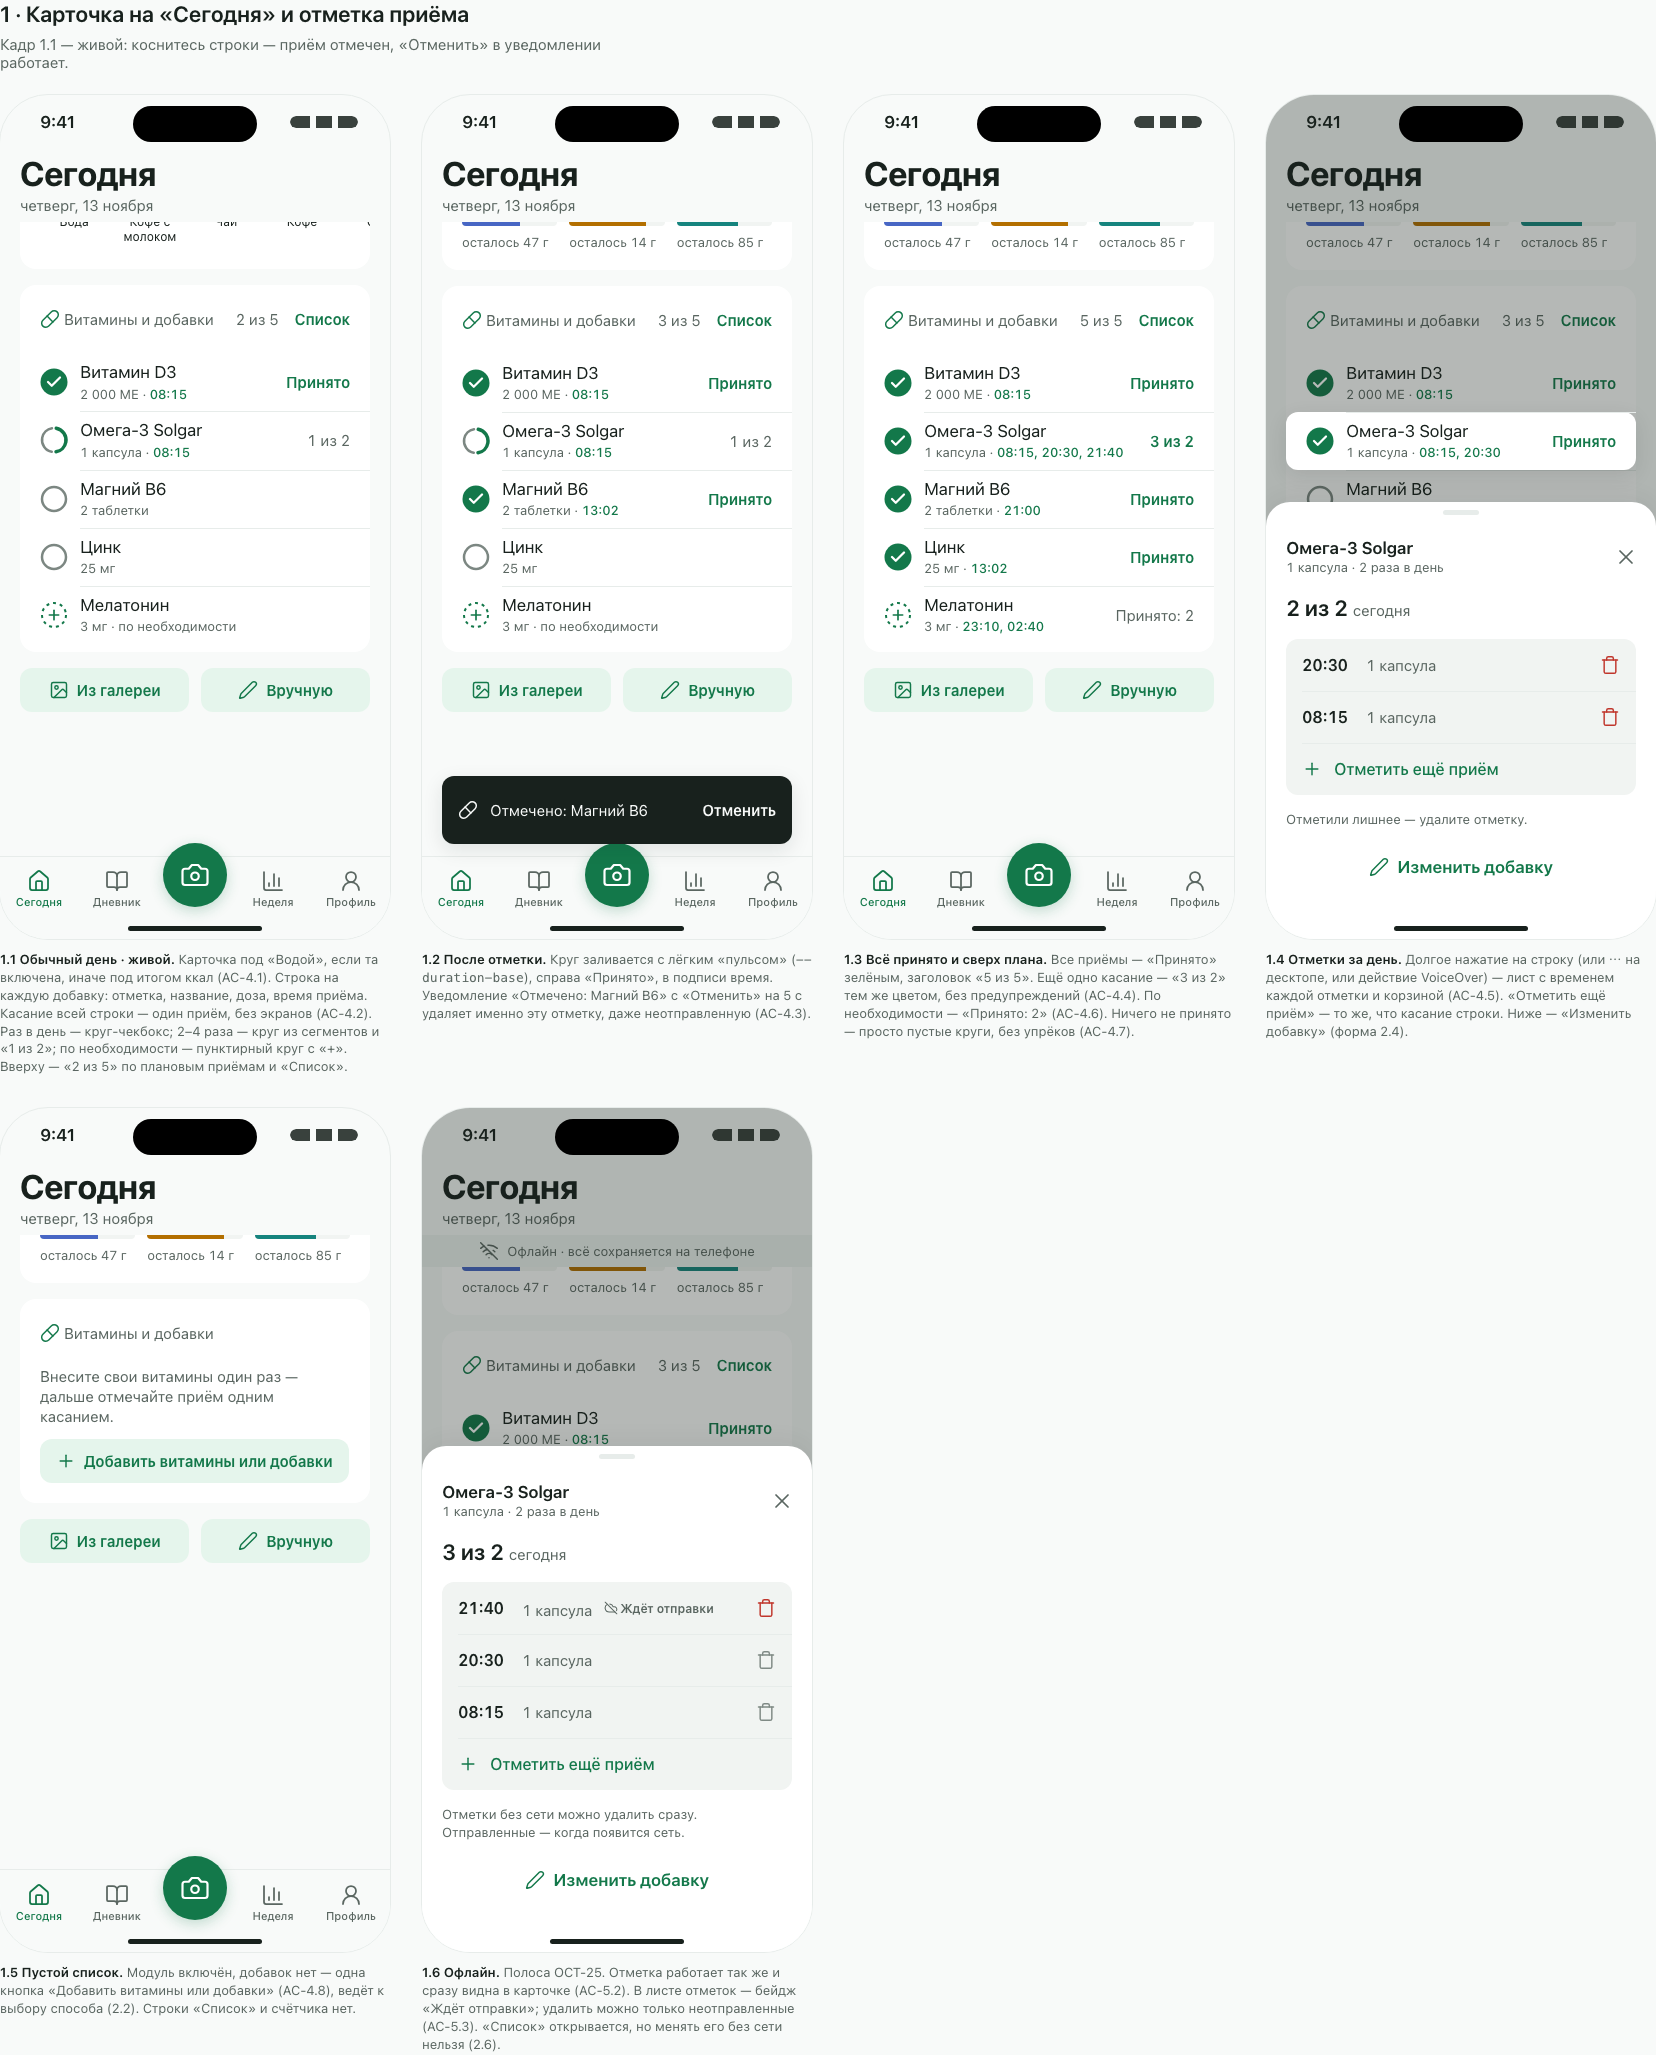 1 · Карточка на «Сегодня» и отметка приёма
Кадр 1.1 — живой: коснитесь строки — приём отмечен, «Отменить» в уведомлении
работает.
9:41
Сегодня
четверг, 13 ноября
Вода Кофе с Чай Кофе
молоком
Витамины и добавки 2 из 5 Список
Витамин D3
2 000 МЕ · 08:15
Принято
Омега-3 Solgar
1 капсула · 08:15
1 из 2
Магний B6
2 таблетки
Цинк
25 мг
Мелатонин
3 мг · по необходимости
Из галереи Вручную
Сегодня Дневник Неделя Профиль
1.1 Обычный день · живой. Карточка под «Водой», если та
включена, иначе под итогом ккал (AC-4.1). Строка на
каждую добавку: отметка, название, доза, время приёма.
Касание всей строки — один приём, без экранов (AC-4.2).
Раз в день — круг-чекбокс; 2–4 раза — круг из сегментов и
«1 из 2»; по необходимости — пунктирный круг с «+».
Вверху — «2 из 5» по плановым приёмам и «Список».
9:41
Сегодня
четверг, 13 ноября
осталось 47 г осталось 14 г осталось 85 г
Витамины и добавки 3 из 5 Список
Витамин D3
2 000 МЕ · 08:15
Принято
Омега-3 Solgar
1 капсула · 08:15
1 из 2
Магний B6
2 таблетки · 13:02
Принято
Цинк
25 мг
Мелатонин
3 мг · по необходимости
Из галереи Вручную
Отмечено: Магний B6 Отменить
Сегодня Дневник Неделя Профиль
1.2 После отметки. Круг заливается с лёгким «пульсом» (--
duration-base), справа «Принято», в подписи время.
Уведомление «Отмечено: Магний B6» с «Отменить» на 5 с
удаляет именно эту отметку, даже неотправленную (AC-4.3).
9:41
Сегодня
четверг, 13 ноября
осталось 47 г осталось 14 г осталось 85 г
Витамины и добавки 5 из 5 Список
Витамин D3
2 000 МЕ · 08:15
Принято
Омега-3 Solgar
1 капсула · 08:15, 20:30, 21:40
3 из 2
Магний B6
2 таблетки · 21:00
Принято
Цинк
25 мг · 13:02
Принято
Мелатонин
3 мг · 23:10, 02:40
Принято: 2
Из галереи Вручную
Сегодня Дневник Неделя Профиль
1.3 Всё принято и сверх плана. Все приёмы — «Принято»
зелёным, заголовок «5 из 5». Ещё одно касание — «3 из 2»
тем же цветом, без предупреждений (AC-4.4). По
необходимости — «Принято: 2» (AC-4.6). Ничего не принято
— просто пустые круги, без упрёков (AC-4.7).
9:41
Сегодня
четверг, 13 ноября
осталось 47 г осталось 14 г осталось 85 г
Витамины и добавки 3 из 5 Список
Витамин D3
2 000 МЕ · 08:15
Принято
Омега-3 Solgar
1 капсула · 08:15, 20:30
Принято
Магний B6
Омега-3 Solgar
1 капсула · 2 раза в день
2 из 2 сегодня
20:30 1 капсула
08:15 1 капсула
Отметить ещё приём
Отметили лишнее — удалите отметку.
Изменить добавку
1.4 Отметки за день. Долгое нажатие на строку (или ··· на
десктопе, или действие VoiceOver) — лист с временем
каждой отметки и корзиной (AC-4.5). «Отметить ещё
приём» — то же, что касание строки. Ниже — «Изменить
добавку» (форма 2.4).
9:41
Сегодня
четверг, 13 ноября
осталось 47 г осталось 14 г осталось 85 г
Витамины и добавки
Внесите свои витамины один раз —
дальше отмечайте приём одним
касанием.
Добавить витамины или добавки
Из галереи Вручную
Сегодня Дневник Неделя Профиль
1.5 Пустой список. Модуль включён, добавок нет — одна
кнопка «Добавить витамины или добавки» (AC-4.8), ведёт к
выбору способа (2.2). Строки «Список» и счётчика нет.
9:41
Сегодня
четверг, 13 ноября
Офлайн · всё сохраняется на телефоне
осталось 47 г осталось 14 г осталось 85 г
Витамины и добавки 3 из 5 Список
Витамин D3
2 000 МЕ · 08:15
Принято
Омега-3 Solgar
1 капсула · 2 раза в день
3 из 2 сегодня
21:40 1 капсула Ждёт отправки
20:30 1 капсула
08:15 1 капсула
Отметить ещё приём
Отметки без сети можно удалить сразу.
Отправленные — когда появится сеть.
Изменить добавку
1.6 Офлайн. Полоса ОСТ-25. Отметка работает так же и
сразу видна в карточке (AC-5.2). В листе отметок — бейдж
«Ждёт отправки»; удалить можно только неотправленные
(AC-5.3). «Список» открывается, но менять его без сети
нельзя (2.6).